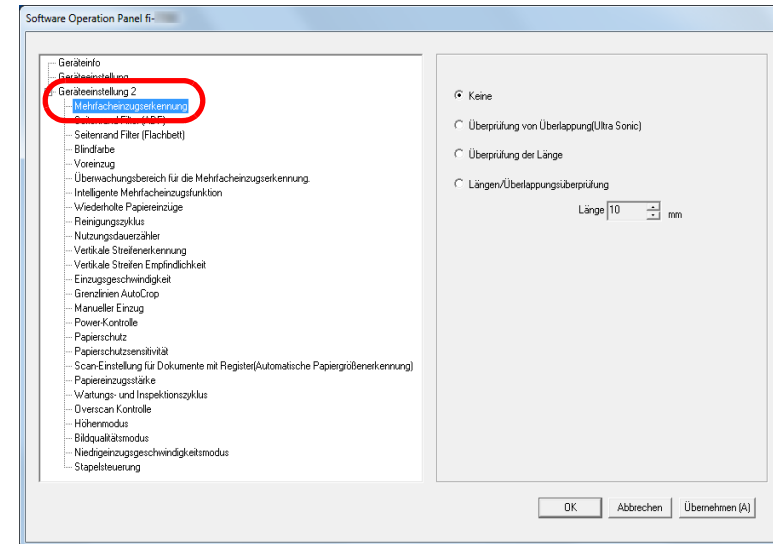 Software Operation Panel fi-
Geräteinfo
Geräteeinstellung
Geräteeinstellung 2
Mehrfacheinzugserkennung
Seitenrand Filter (ADF)
Seitenrand Filter (Flachbett)
Blindfarbe
Voreinzug
Überwachungsbereich für die Mehrfacheinzugserkennung.
Intelligente Mehrfacheinzugsfunktion
Wiederholte Papiereinzüge
Reinigungszyklus
Nutzungsdauerzähler
Vertikale Streifenerkennung
Vertikale Streifen Empfindlichkeit
Einzugsgeschwindigkeit
Grenzlinien AutoCrop
Manueller Einzug
Power-Kontrolle
Papierschutz
Papierschutzsensitivität
Scan-Einstellung für Dokumente mit Register(Automatische Papiergrößenerkennung)
Papiereinzugsstärke
Wartungs- und Inspektionszyklus
Overscan Kontrolle
Höhenmodus
Bildqualitätsmodus
Niedrigeinzugsgeschwindigkeitsmodus
Stapelsteuerung
Keine
Überprüfung von Überlappung(Ultra Sonic)
Überprüfung der Länge
Längen/Überlappungsüberprüfung
Länge 10 mm
OK Abbrechen Übernehmen (A)